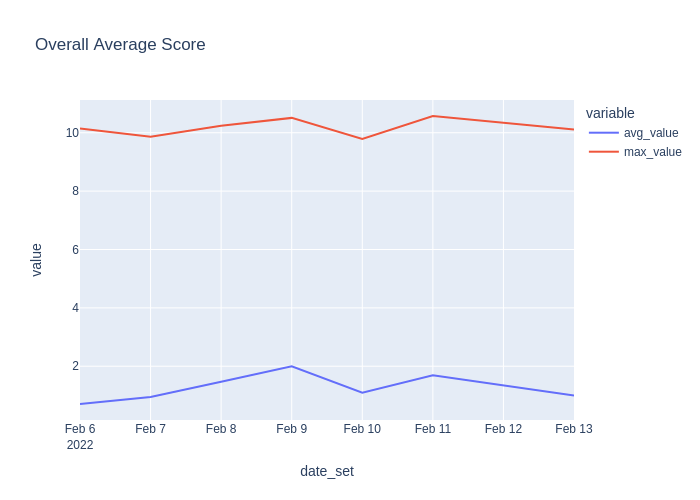 Overall Average Score
variable
avg_value
max_value
value
10
8
6
4
2
Feb 6
2022
Feb 7
Feb 8
Feb 9
Feb 10
Feb 11
Feb 12
Feb 13
date_set